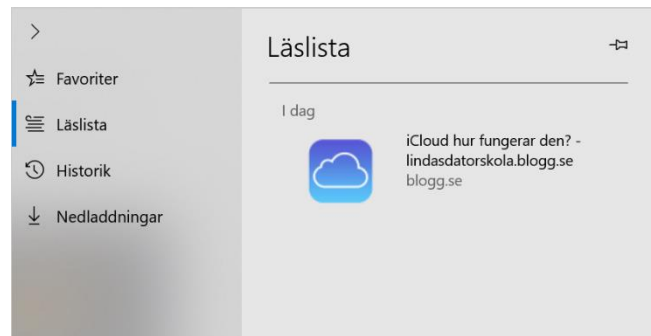 Favoriter
Läslista
Historik
Nedladdningar
Läslista
I dag
iCloud hur fungerar den? -
lindasdatorskola.blogg.se
blogg.se